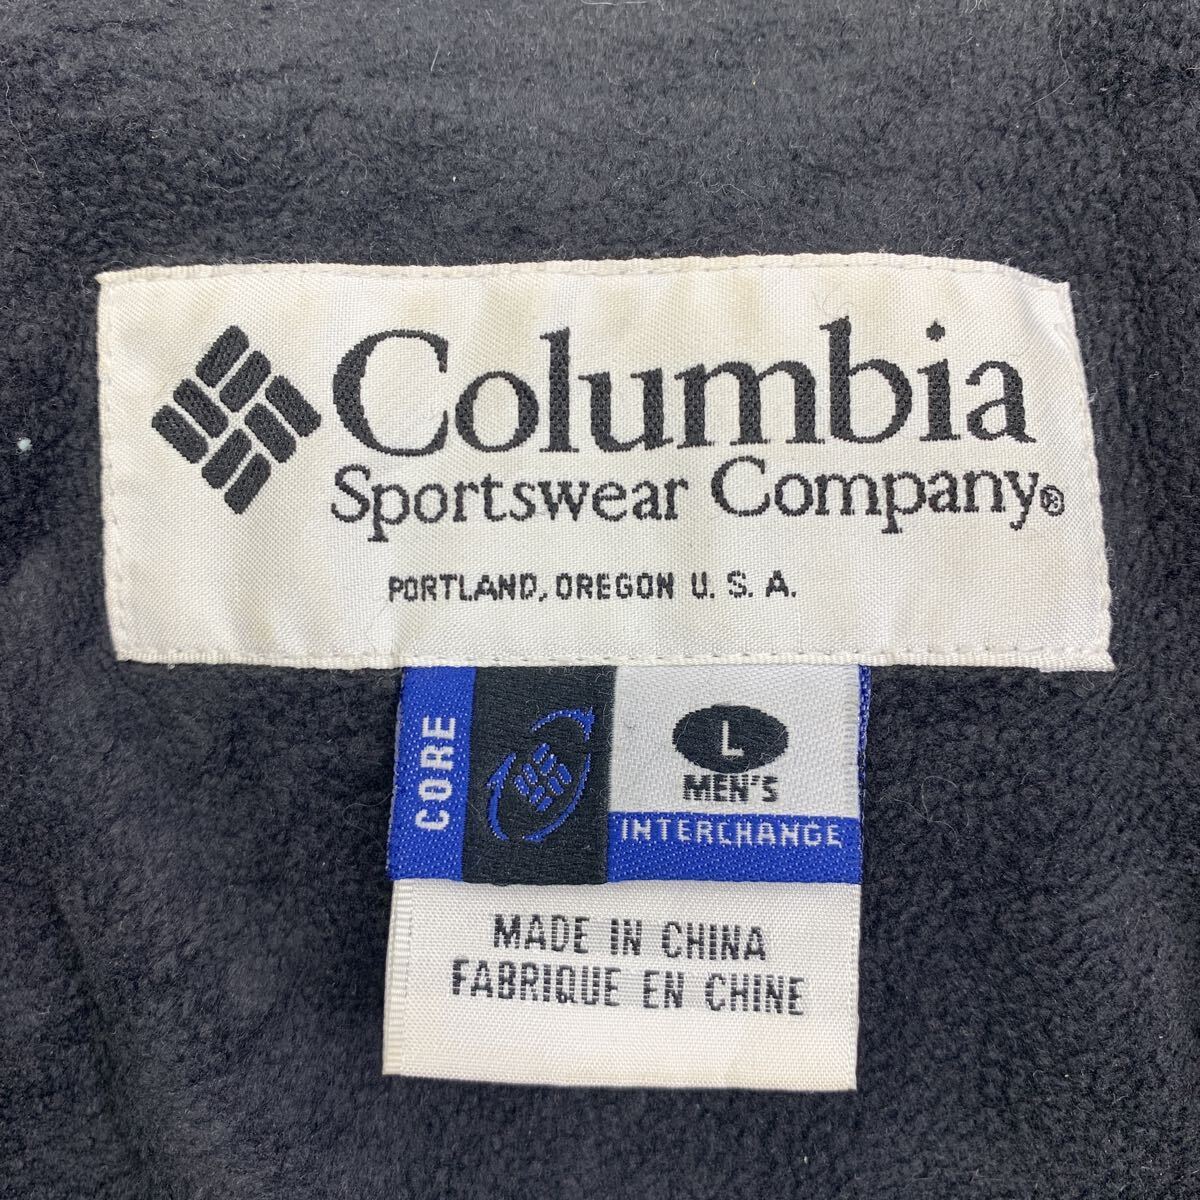 Columbia
Sportswear Company®
PORTLAND, OREGON U. S. A.
CORE
L
MEN'S
INTERCHANGE
MADE IN CHINA
FABRIQUE EN CHINE